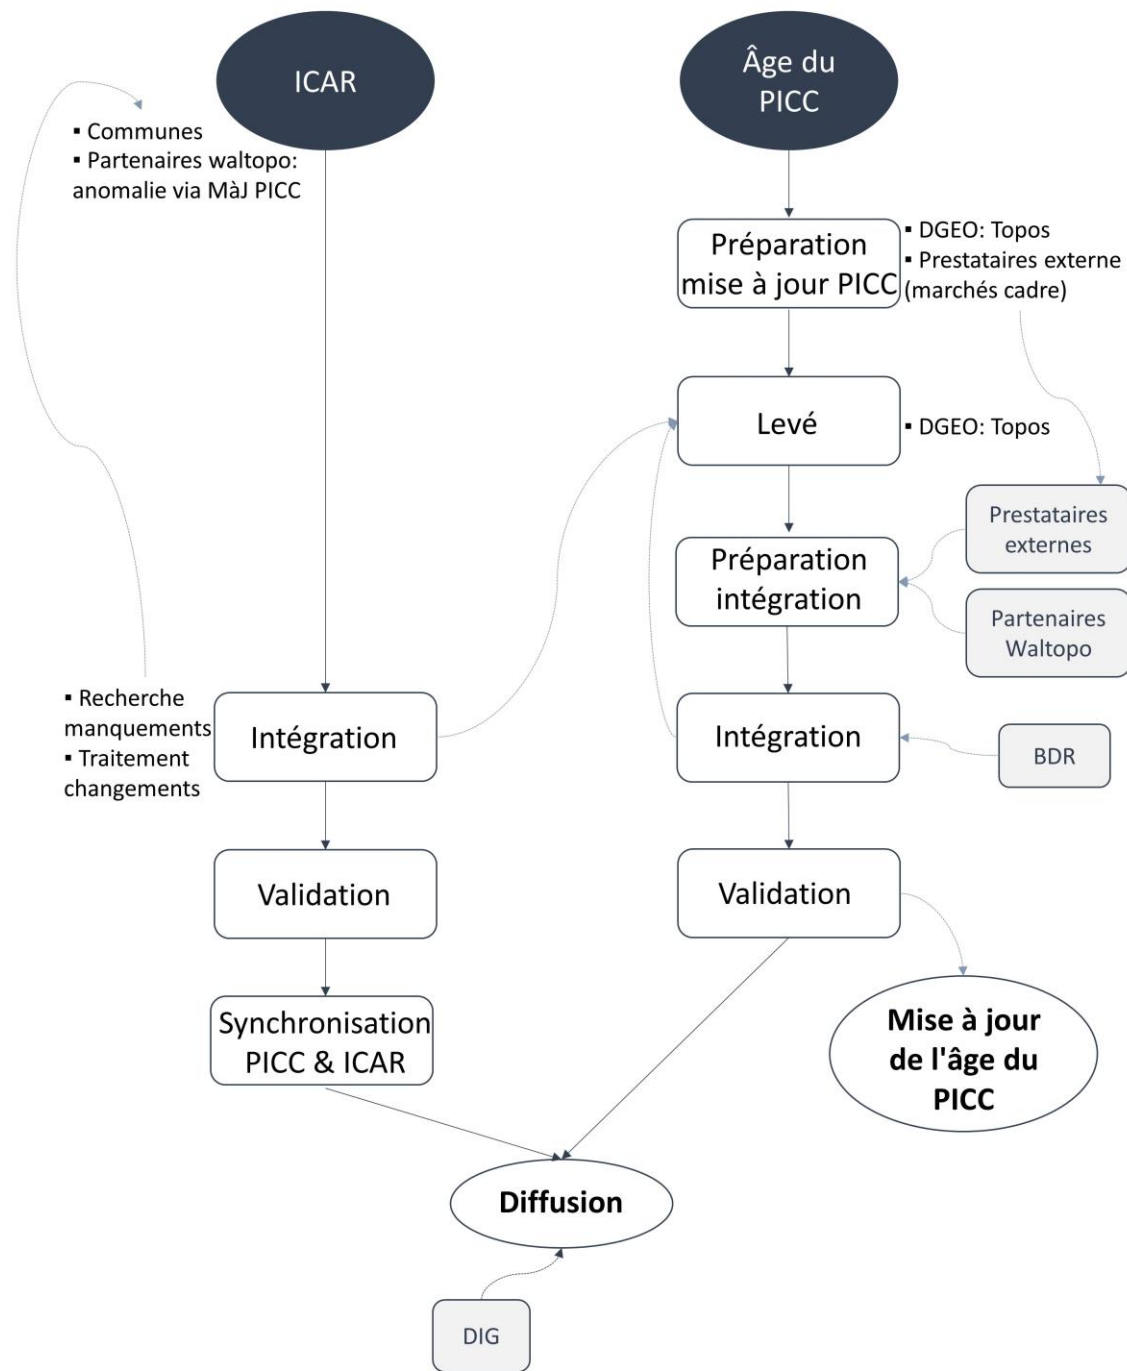 ICAR
Âge du
PICC
▪ Communes
▪ Partenaires waltopo:
anomalie via MàJ PICC
Préparation
mise à jour PICC
▪ DGEO: Topos
▪ Prestataires externe
(marchés cadre)
Levé
▪ DGEO: Topos
Prestataires
externes
Préparation
intégration
Partenaires
Waltopo
▪ Recherche
manquements
▪ Traitement
changements
Intégration
Intégration
BDR
Validation
Validation
Synchronisation
PICC & ICAR
Mise à jour
de l'âge du
PICC
Diffusion
DIG